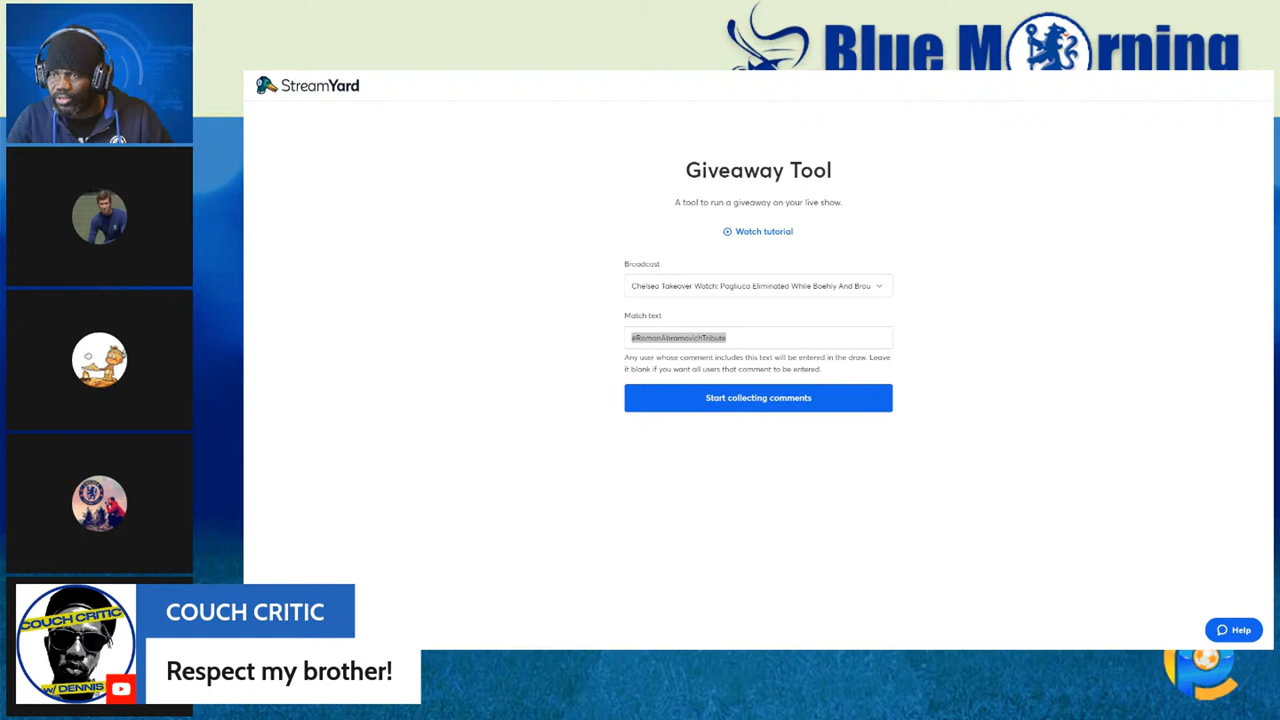 Blue M rning
StreamYard
Giveaway Tool
A tool to run a giveaway on your live show.
Watch tutorial
Broadcast
Chelsea Takeover Watch: Pagliuca Eliminated While Boehly And Brou
Match text
#RomanAbramovichTribute
Any user whose comment includes this text will be entered in the draw. Leave
it blank if you want all users that comment to be entered.
Start collecting comments
Help
COUCH CRITIC
W/ DENNIS
COUCH CRITIC
Respect my brother!